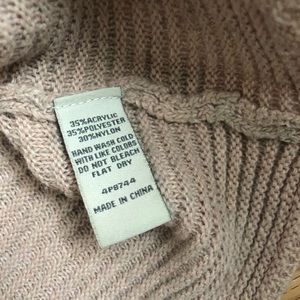 35%ACRYLIC
35%POLYESTER
30%NYLON
HAND WASH COLD
WITH LIKE COLORS
DO NOT BLEACH
FLAT DRY
4P8744
MADE IN CHINA